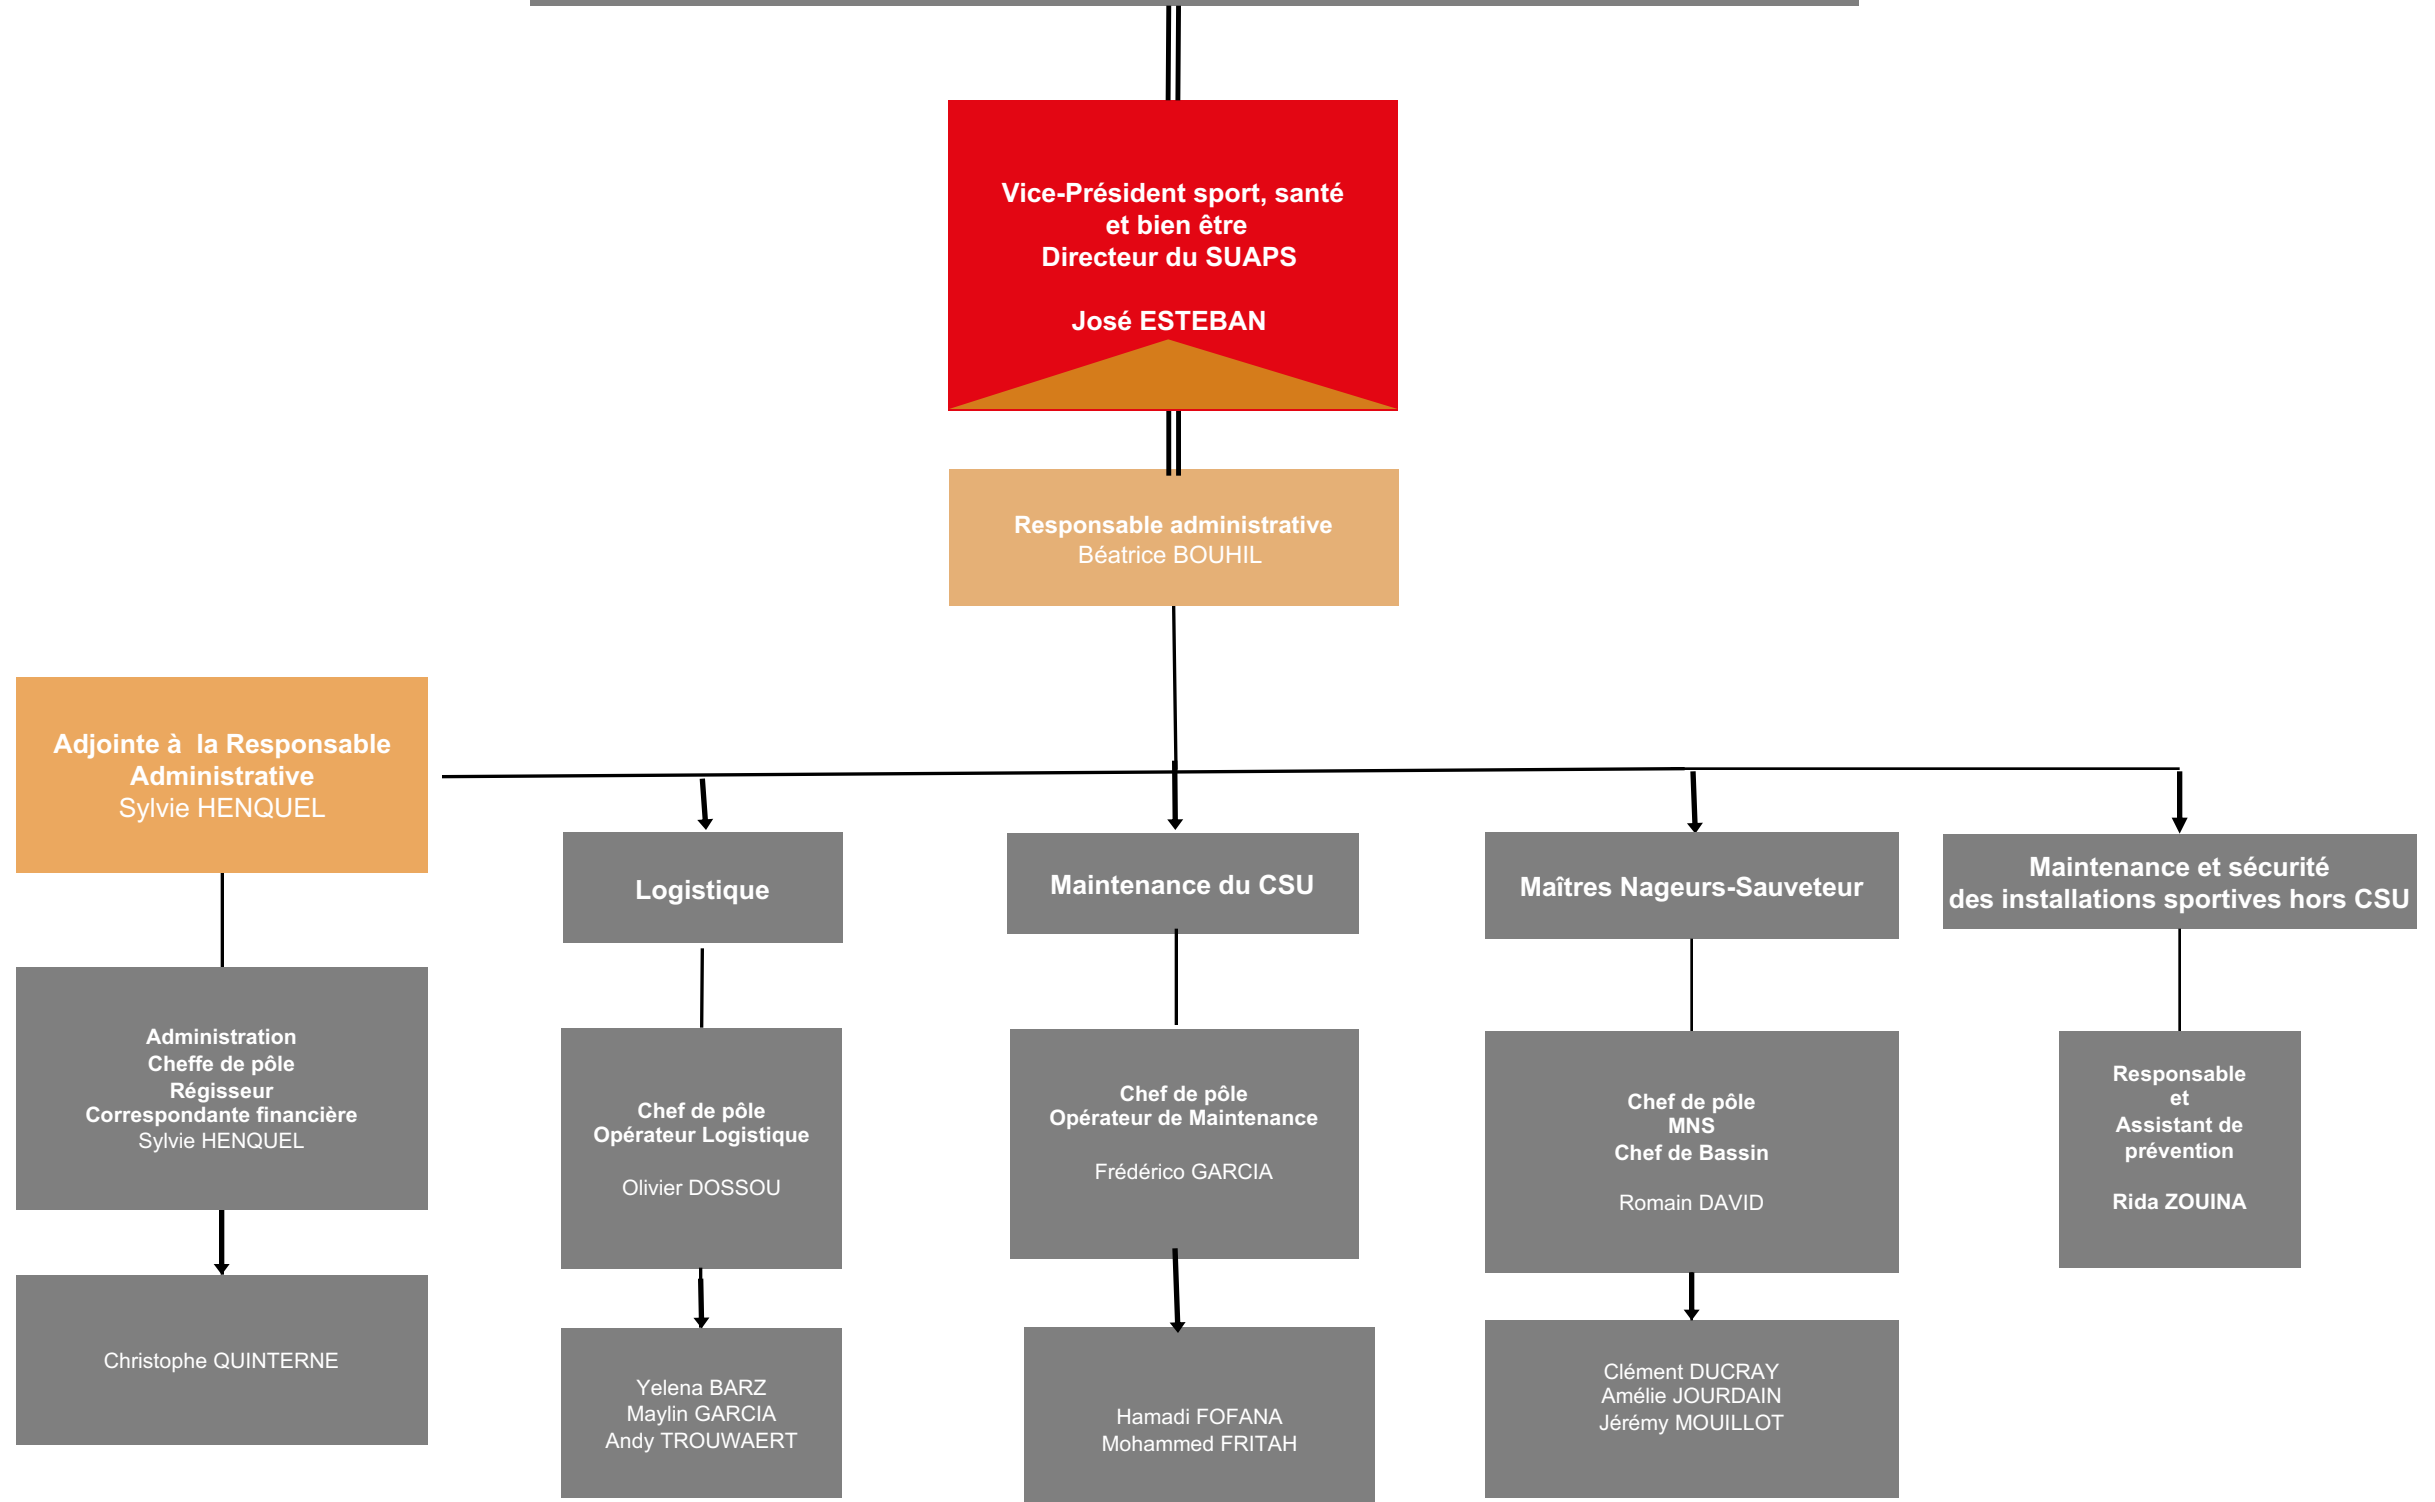 Vice-Président sport, santé
et bien être
Directeur du SUAPS
José ESTEBAN
Responsable administrative
Béatrice BOUHIL
Adjointe à la Responsable
Administrative
Sylvie HENQUEL
Logistique
Maintenance du CSU
Maîtres Nageurs-Sauveteur
Maintenance et sécurité
des installations sportives hors CSU
Administration
Cheffe de pôle
Régisseur
Correspondante financière
Sylvie HENQUEL
Chef de pôle
Opérateur Logistique
Olivier DOSSOU
Chef de pôle
Opérateur de Maintenance
Frédérico GARCIA
Chef de pôle
MNS
Chef de Bassin
Romain DAVID
Responsable
et
Assistant de
prévention
Rida ZOUINA
Christophe QUINTERNE
Yelena BARZ
Maylin GARCIA
Andy TROUWAERT
Hamadi FOFANA
Mohammed FRITAH
Clément DUCRAY
Amélie JOURDAIN
Jérémy MOUILLOT